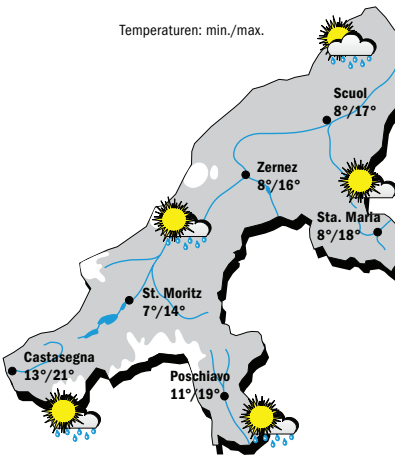 Temperaturen: min./max.
Scuol
8°/17°
Zernez
8°/16°
Sta. Maria
8°/18°
St. Moritz
7°/14°
Castasegna
13°/21°
Poschiavo
11°/19°